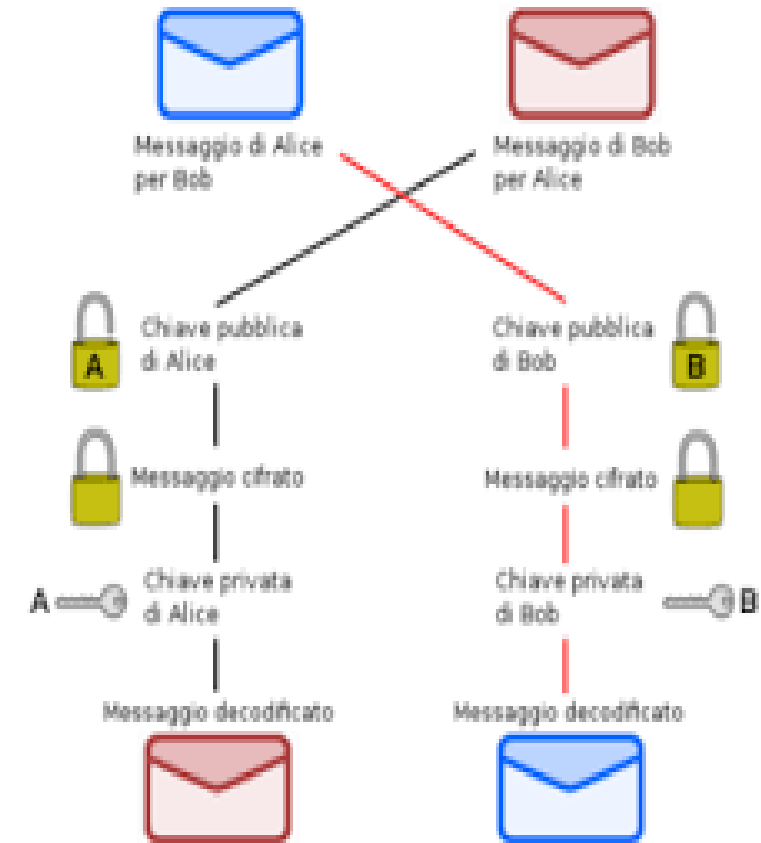 Messaggio di Alice
per Bob
Messaggio di Bob
per Alice
A
Chiave pubblica
di Alice
Chiave pubblica
di Bob
B
Messaggio cifrato
Messaggio cifrato
A
Chiave privata
di Alice
Chiave privata
di Bob
B
Messaggio decodificato
Messaggio decodificato